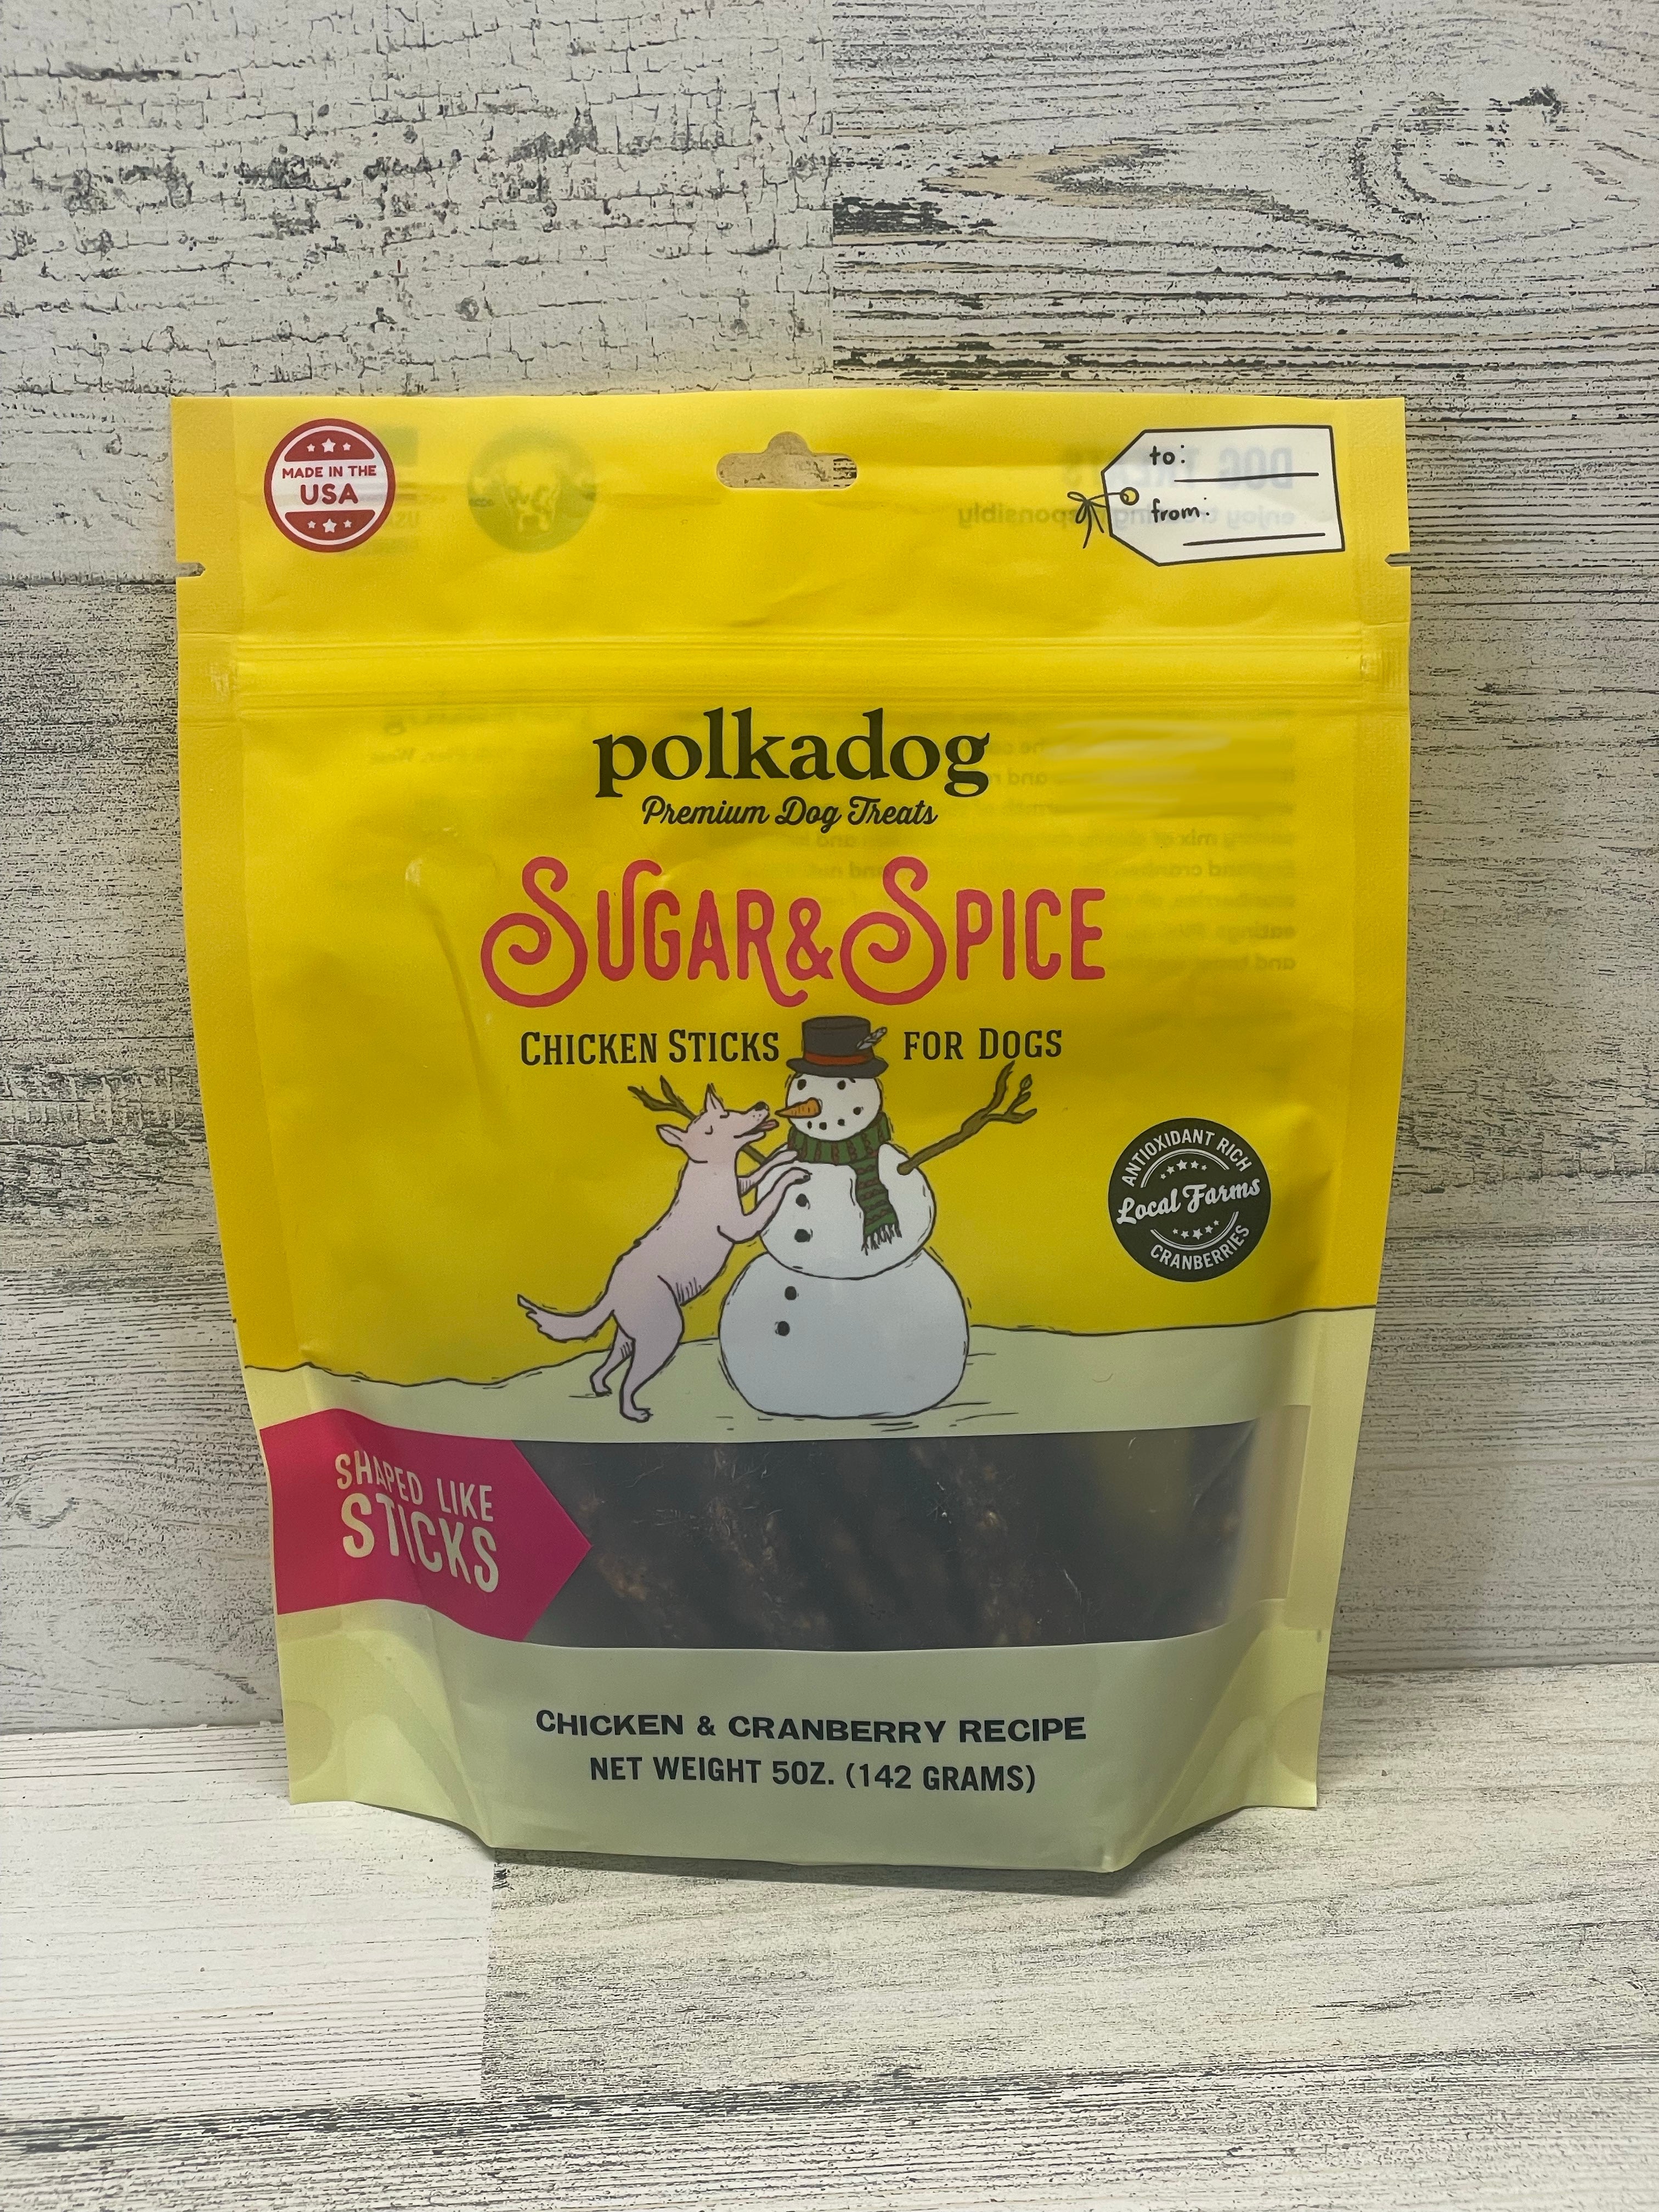 MADE IN THE
USA
to:
from:
polkadog
Premium Dog Treats
SUGAR & SPICE
CHICKEN STICKS FOR DOGS
ANTIOXIDANT RICH
Local Farms
CRANBERRIES
SHAPED LIKE
STICKS
CHICKEN & CRANBERRY RECIPE
NET WEIGHT 5OZ. (142 GRAMS)